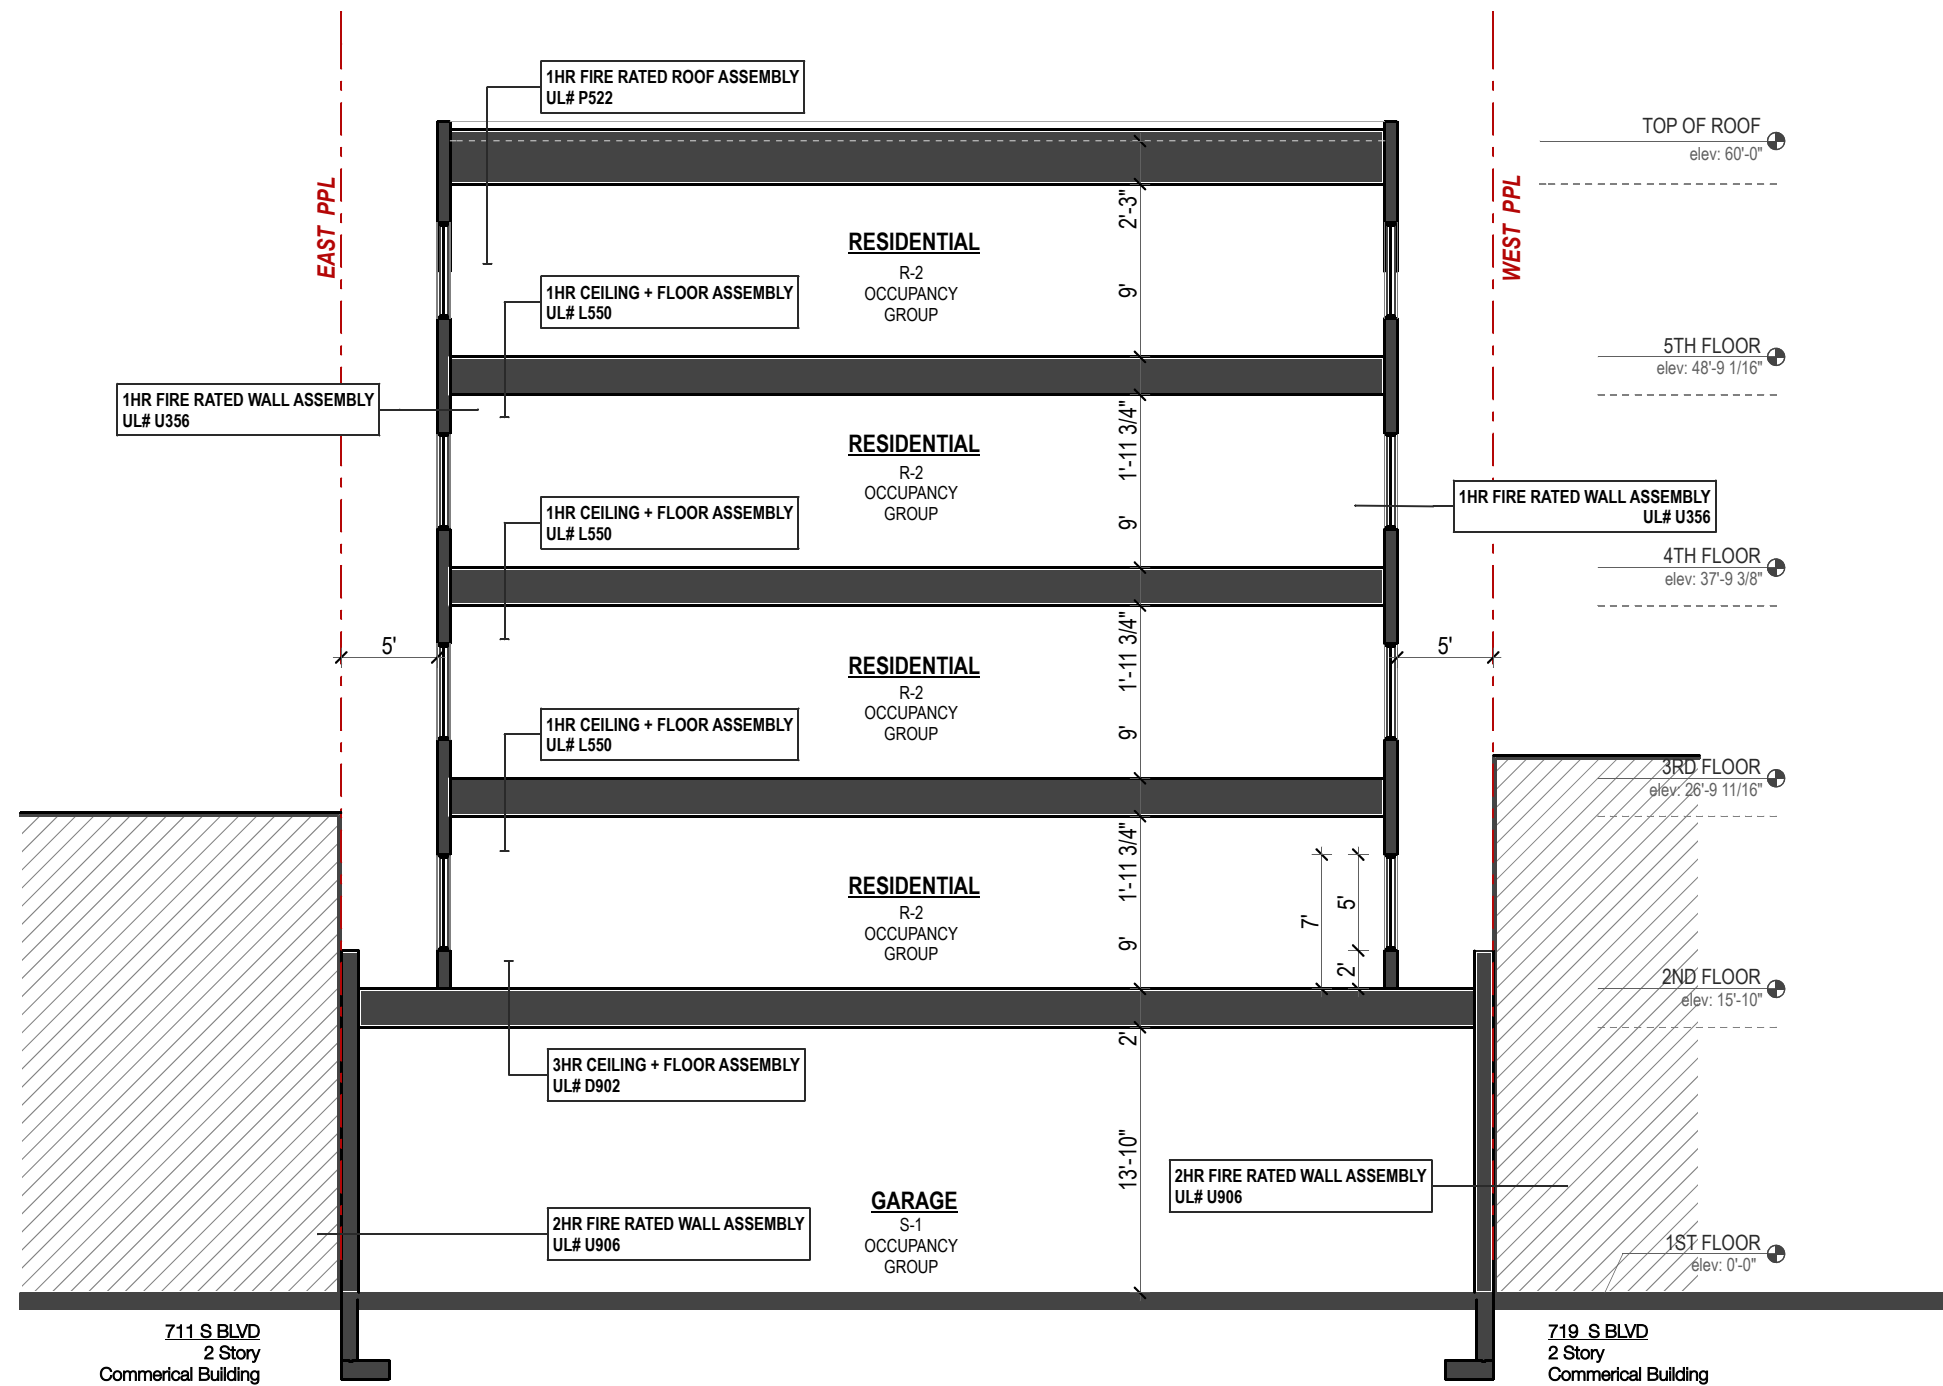 1HR FIRE RATED ROOF ASSEMBLY
UL# P522
TOP OF ROOF
elev: 60'-0"
EAST PPL
WEST PPL
2'-3"
RESIDENTIAL
R-2
OCCUPANCY
GROUP
9'
1HR CEILING + FLOOR ASSEMBLY
UL# L550
5TH FLOOR
elev: 48'-9 1/16"
1HR FIRE RATED WALL ASSEMBLY
UL# U356
1'-11 3/4"
RESIDENTIAL
R-2
OCCUPANCY
GROUP
9'
1HR FIRE RATED WALL ASSEMBLY
UL# U356
1HR CEILING + FLOOR ASSEMBLY
UL# L550
4TH FLOOR
elev: 37'-9 3/8"
5'
5'
1'-11 3/4"
RESIDENTIAL
R-2
OCCUPANCY
GROUP
9'
1HR CEILING + FLOOR ASSEMBLY
UL# L550
3RD FLOOR
elev: 26'-9 11/16"
1'-11 3/4"
RESIDENTIAL
R-2
OCCUPANCY
GROUP
9'
7'
5'
2'
2ND FLOOR
elev: 15'-10"
2'
3HR CEILING + FLOOR ASSEMBLY
UL# D902
13'-10"
2HR FIRE RATED WALL ASSEMBLY
UL# U906
GARAGE
S-1
OCCUPANCY
GROUP
2HR FIRE RATED WALL ASSEMBLY
UL# U906
1ST FLOOR
elev: 0'-0"
711 S BLVD
2 Story
Commerical Building
719 S BLVD
2 Story
Commerical Building